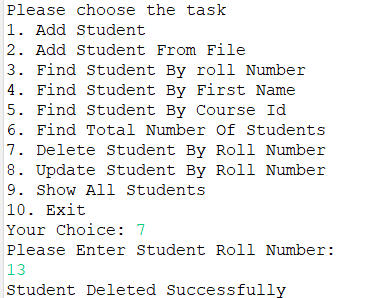 Please choose the task
1. Add Student
2. Add Student From File
3. Find Student By roll Number
4. Find Student By First Name
5. Find Student By Course Id
6. Find Total Number Of Students
7. Delete Student By Roll Number
8. Update Student By Roll Number
9. Show All Students
10. Exit
Your Choice: 7
Please Enter Student Roll Number:
13
Student Deleted Successfully